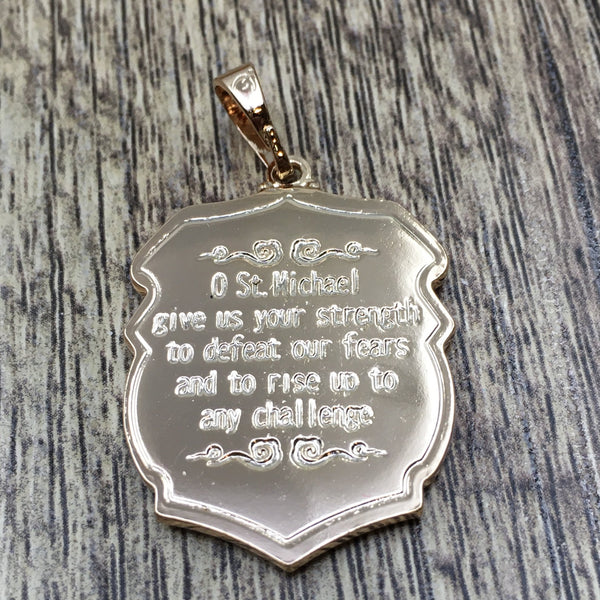 O St. Michael
give us your strength
to defeat our fears
and to rise up to
any challenge